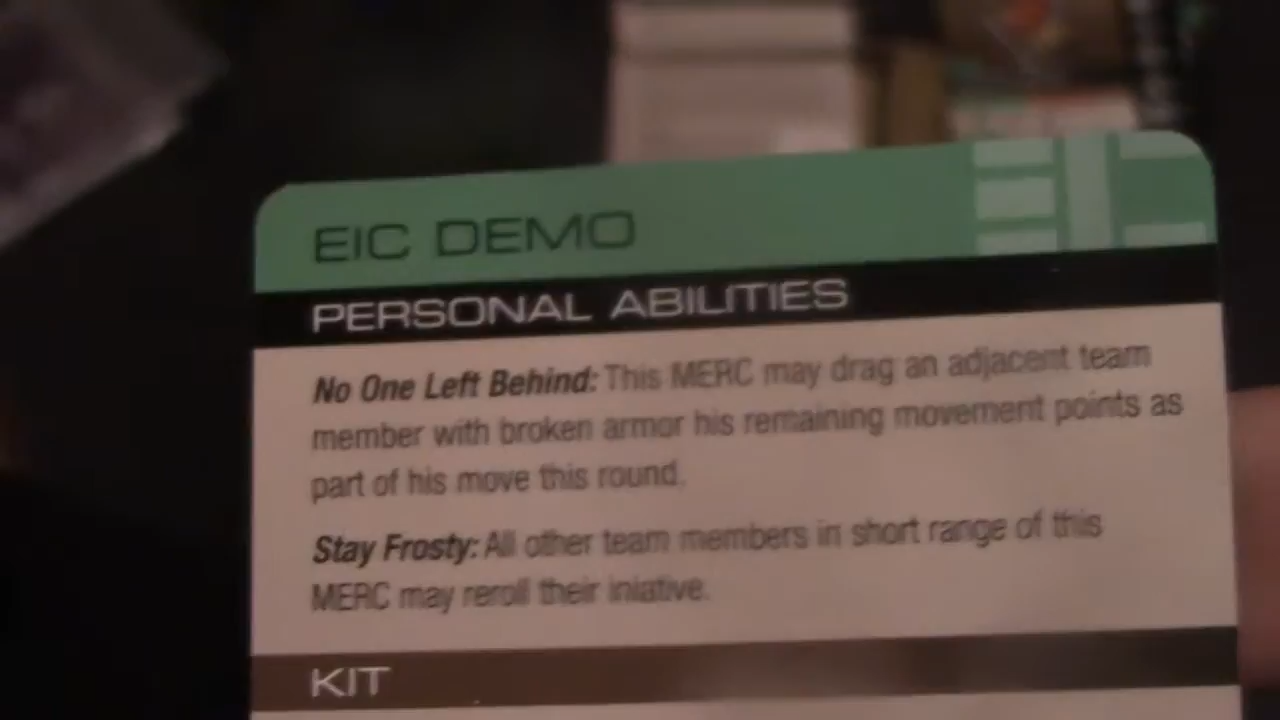 EIC DEMO
PERSONAL ABILITIES
No One Left Behind: This MERC may drag an adjacent team
member with broken armor his remaining movement points as
part of his move this round.
Stay Frosty: All other team members in short range of this
MERC may reroll their iniative.
KIT